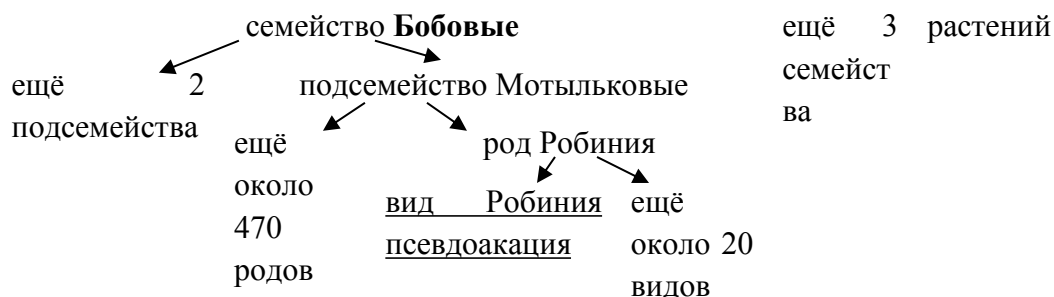 семейство Бобовые
ещё 3 растений
семейст
ва
ещё 2
подсемейства
подсемейство Мотыльковые
ещё
около
470
родов
род Робиния
вид Робиния
псевдоакация
ещё
около 20
видов